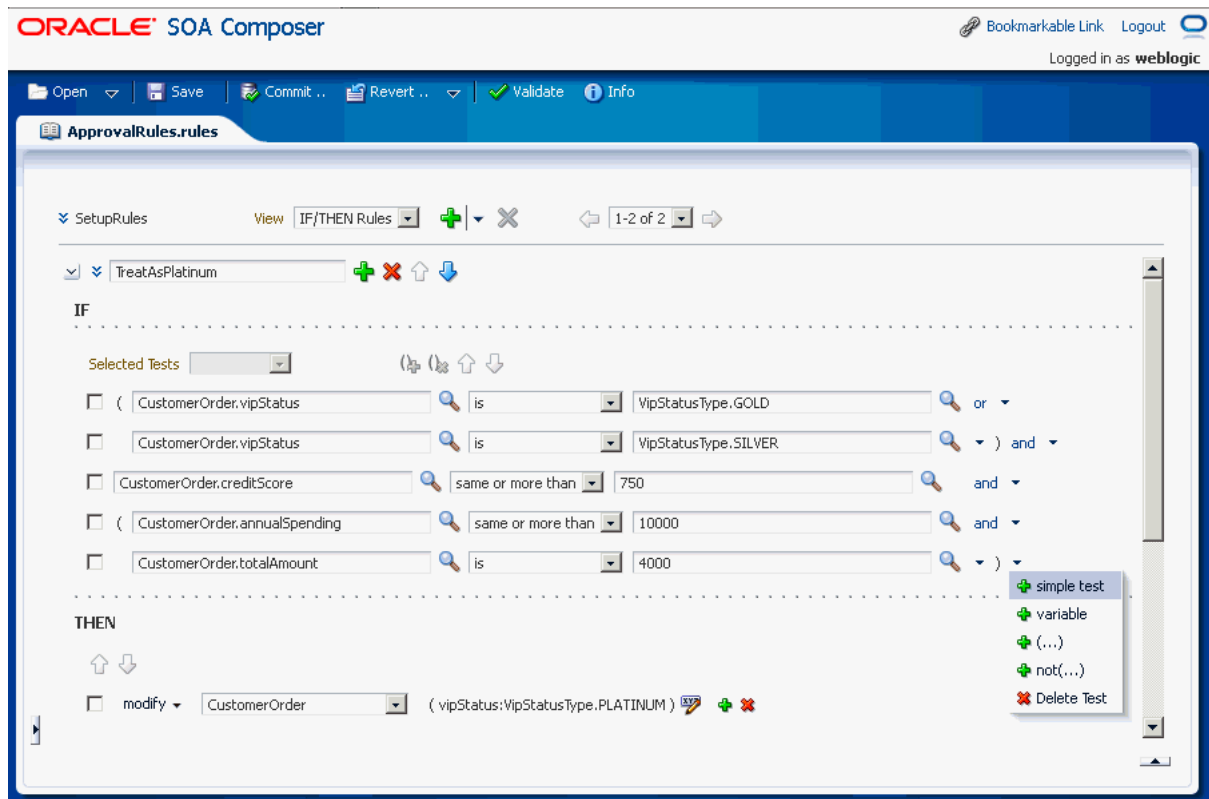 ORACLE SOA Composer
Bookmarkable Link Logout
Logged in as weblogic
Open Save Commit .. Revert .. Validate Info
ApprovalRules.rules
SetupRules View IF/THEN Rules 1-2 of 2
TreatAsPlatinum
IF
Selected Tests
( CustomerOrder.vipStatus is VipStatusType.GOLD or
CustomerOrder.vipStatus is VipStatusType.SILVER ) and
CustomerOrder.creditScore same or more than 750 and
( CustomerOrder.annualSpending same or more than 10000 and
CustomerOrder.totalAmount is 4000 )
simple test
THEN
variable
(...)
not(...)
modify CustomerOrder ( vipStatus:VipStatusType.PLATINUM )
Delete Test